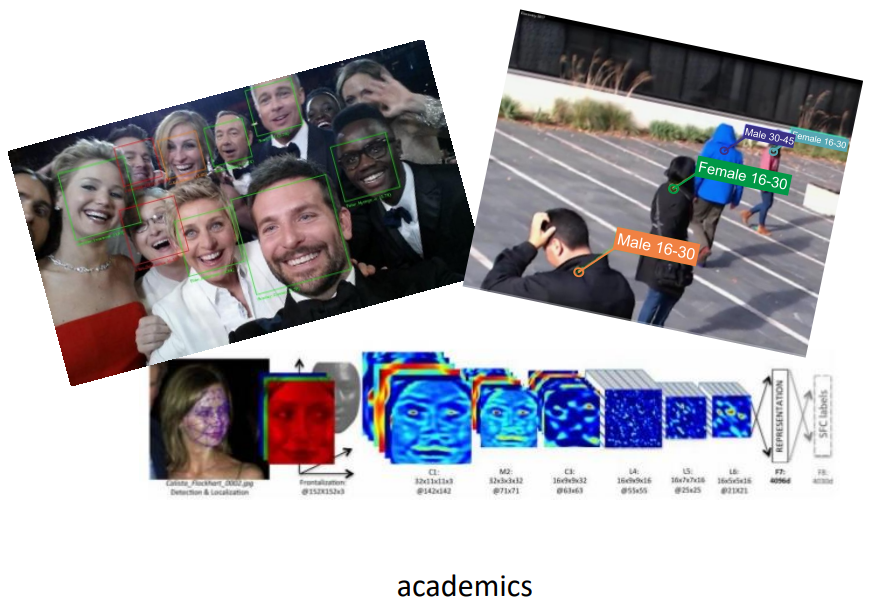 Male 30-45
Female 16-30
Female 16-30
Male 16-30
Calista_Flockhart_0002.jpg
Detection & Localization
Frontalization:
@152X152x3
C1:
32x11x11x3
@142x142
M2:
32x3x3x32
@71x71
C3:
16x9x9x32
@63x63
L4:
16x9x9x16
@55x55
L5:
16x7x7x16
@25x25
L6:
16x5x5x16
@21X21
REPRESENTATION
F7:
4096d
SFC labels
F8:
4030d
academics